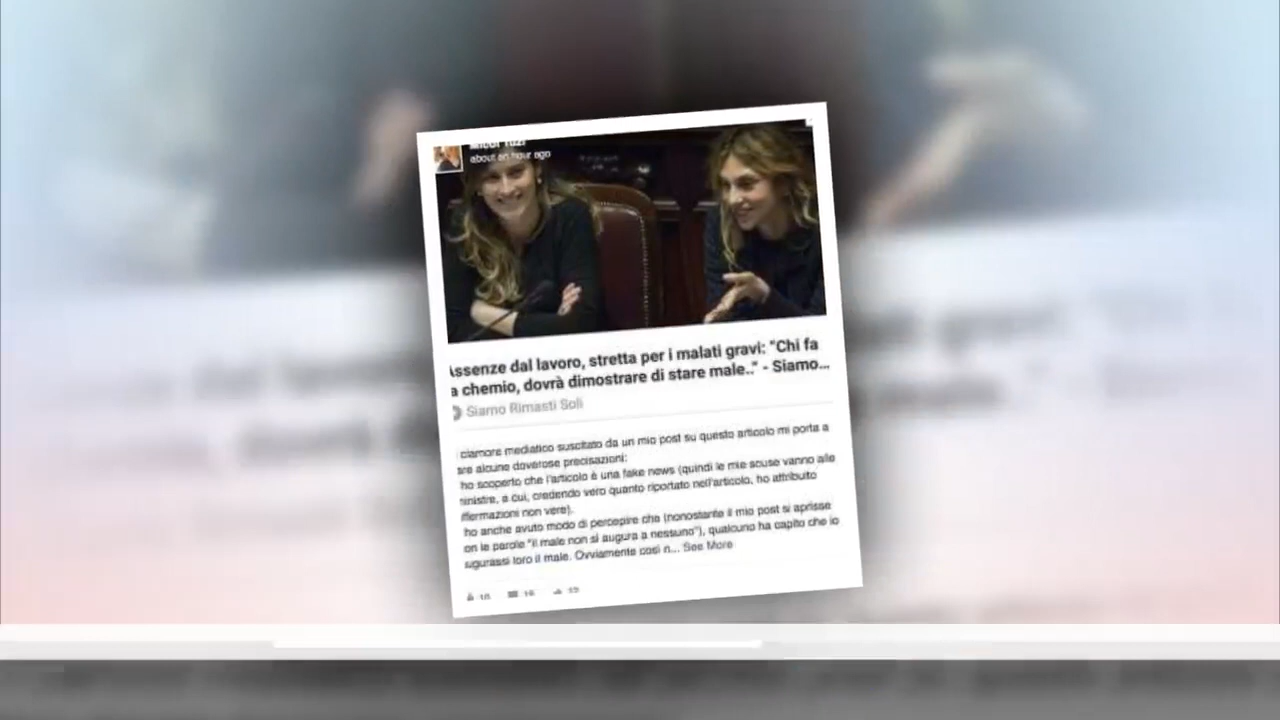 about an hour ago
Assenze dal lavoro, stretta per i malati gravi: "Chi fa
a chemio, dovrà dimostrare di stare male.." - Siamo...
Siamo Rimasti Soli
clamore mediatico suscitato da un mio post su questo articolo mi porta a
are alcune doverose precisazioni:
ho scoperto che l'articolo è una fake news (quindi le mie scuse vanno alle
ministre, a cui, credendo vero quanto riportato nell'articolo, ho attribuito
ffermazioni non vere).
ho anche avuto modo di percepire che (nonostante il mio post si aprisse
on le parole "il male non si augura a nessuno"), qualcuno ha capito che io
ugurassi loro il male. Ovviamente così n... See More
18 16